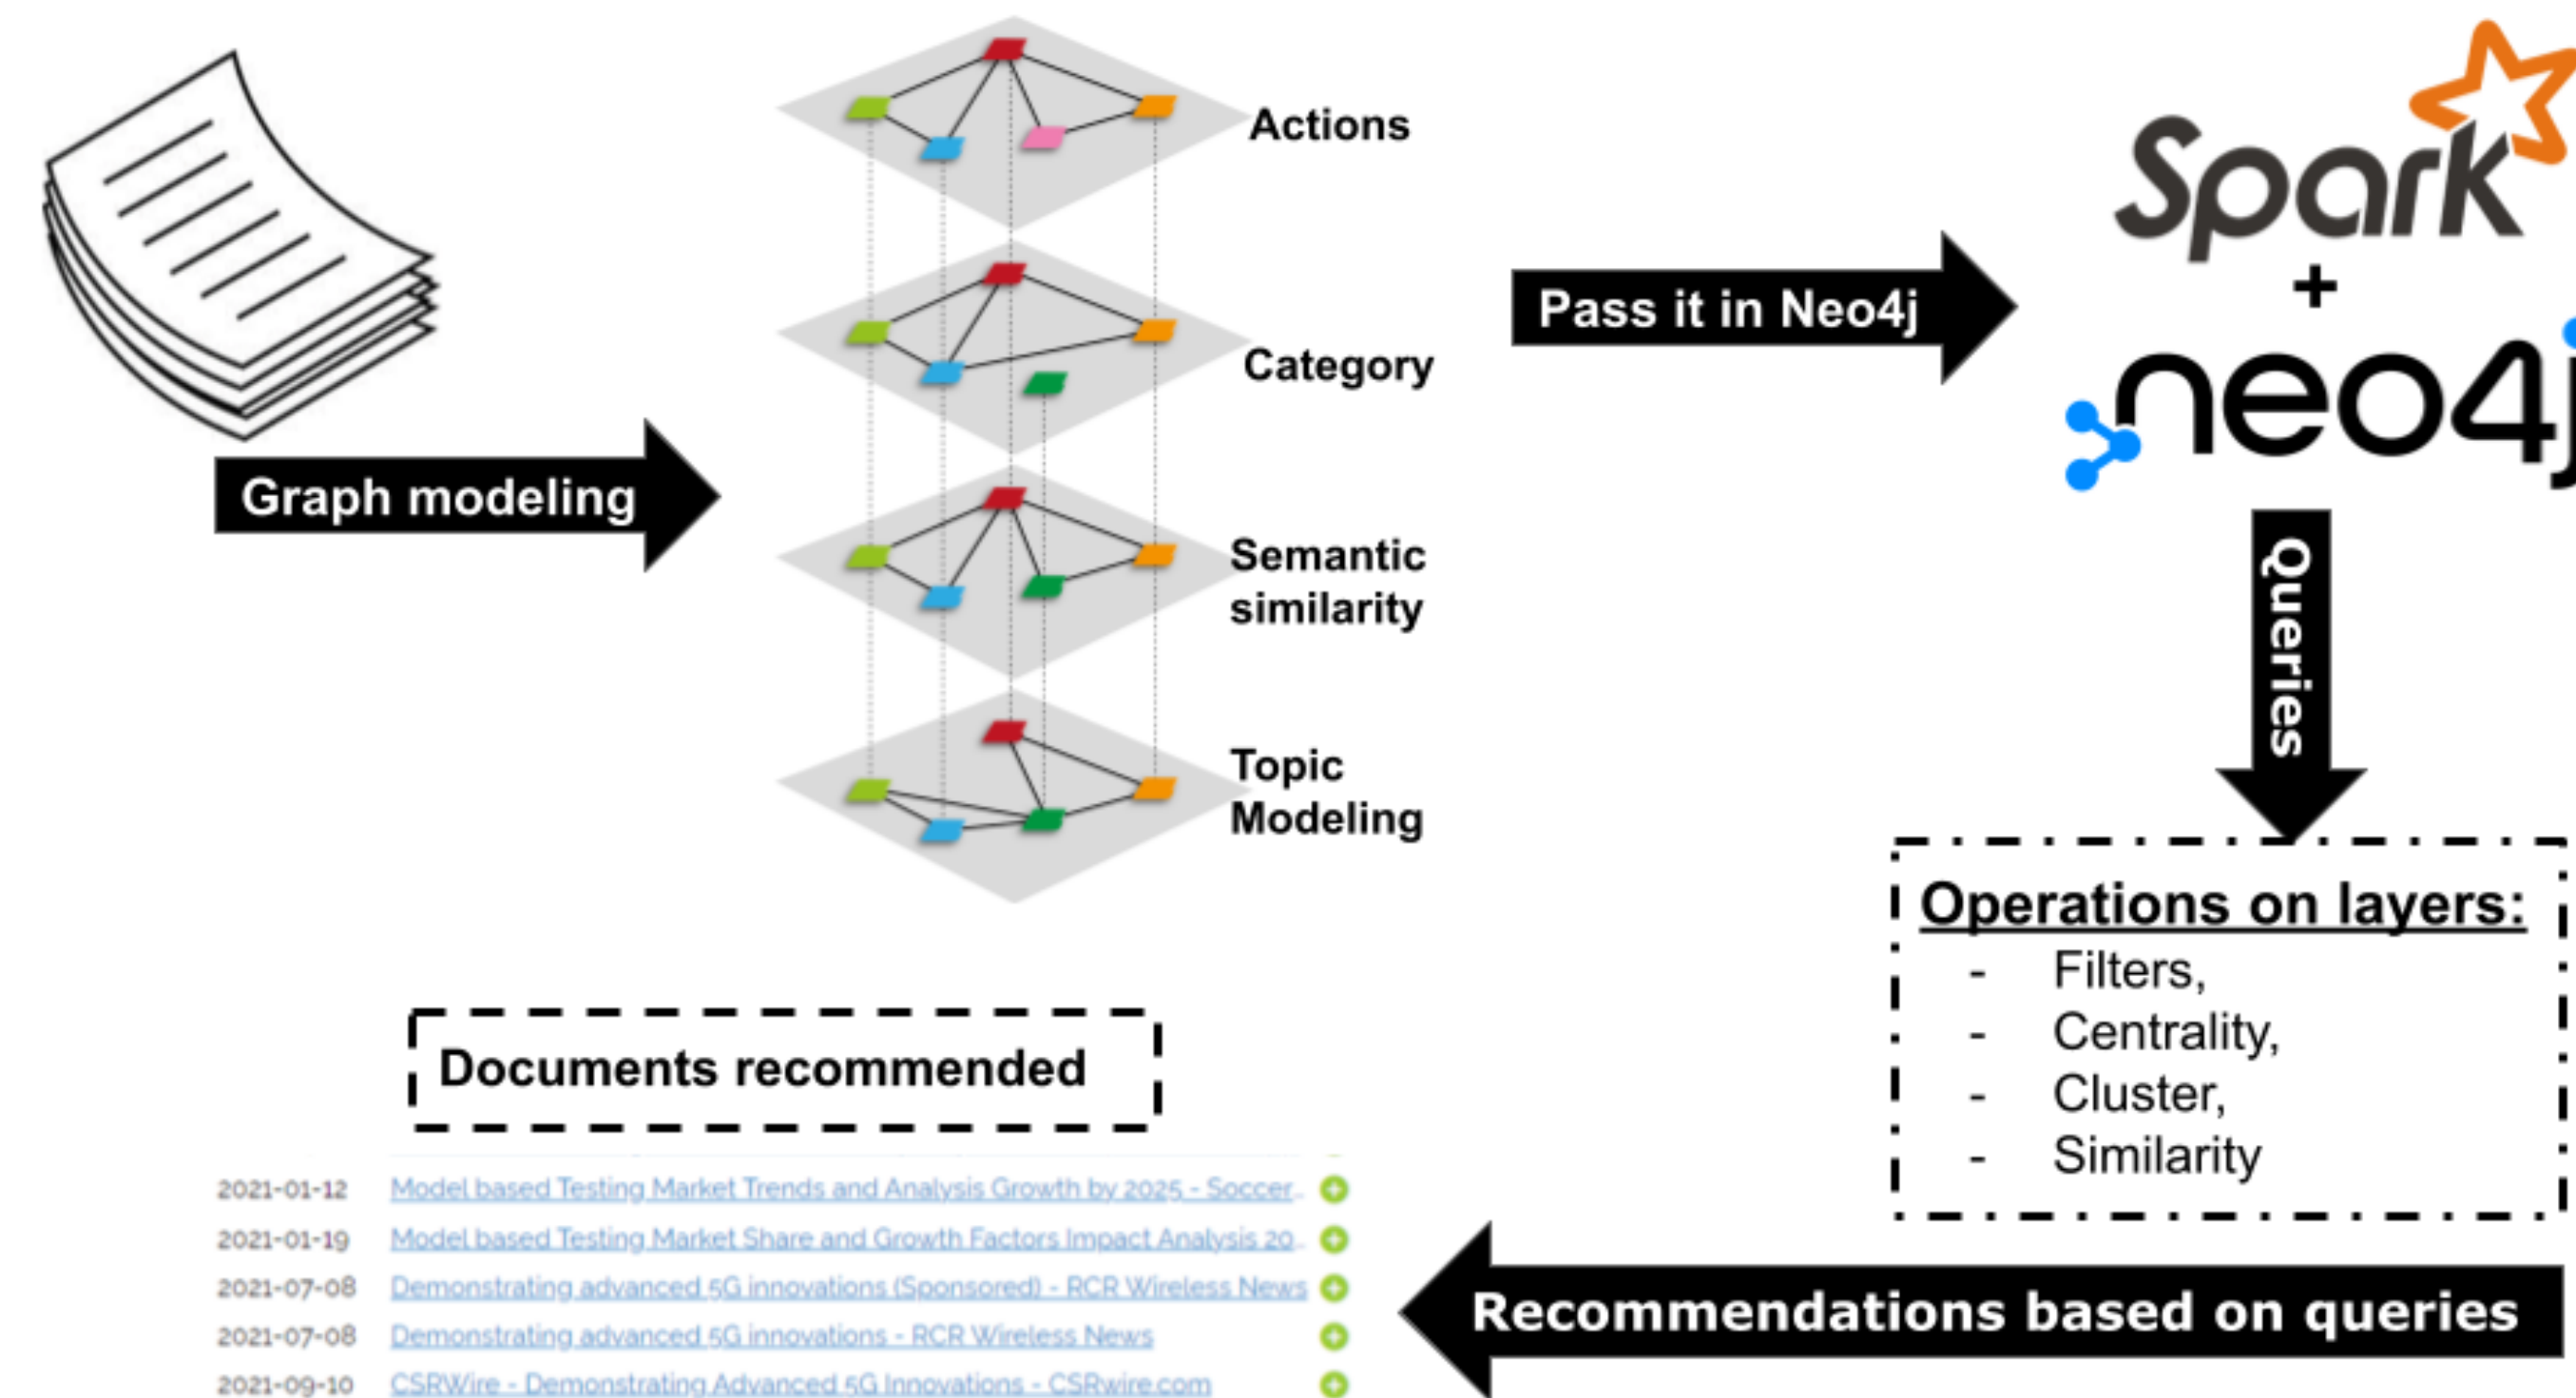 Actions
Category
Semantic
similarity
Topic
Modeling
Graph modeling
Pass it in Neo4j
Spark
+
neo4j
Queries
Operations on layers:
- Filters,
- Centrality,
- Cluster,
- Similarity
Recommendations based on queries
Documents recommended
2021-01-12 Model based Testing Market Trends and Analysis Growth by 2025 - Soccer...
2021-01-19 Model based Testing Market Share and Growth Factors Impact Analysis 20...
2021-07-08 Demonstrating advanced 5G innovations (Sponsored) - RCR Wireless News
2021-07-08 Demonstrating advanced 5G innovations - RCR Wireless News
2021-09-10 CSRWire - Demonstrating Advanced 5G Innovations - CSRwire.com